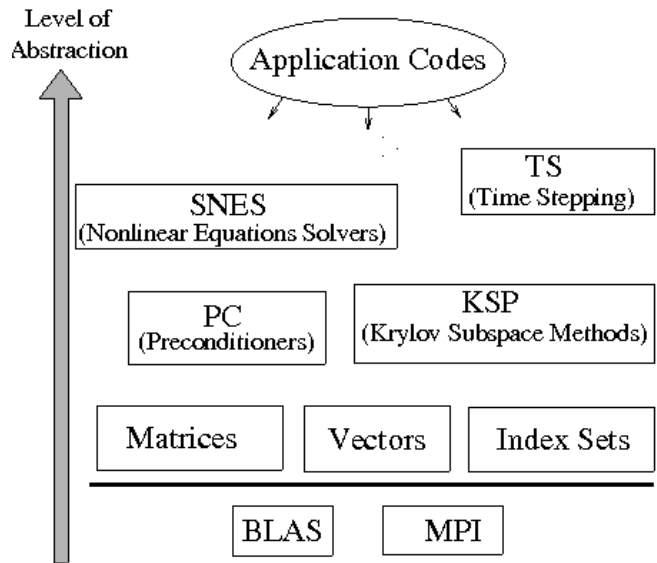 Level of
Abstraction
Application Codes
TS
(Time Stepping)
SNES
(Nonlinear Equations Solvers)
PC
(Preconditioners)
KSP
(Krylov Subspace Methods)
Matrices
Vectors
Index Sets
BLAS
MPI